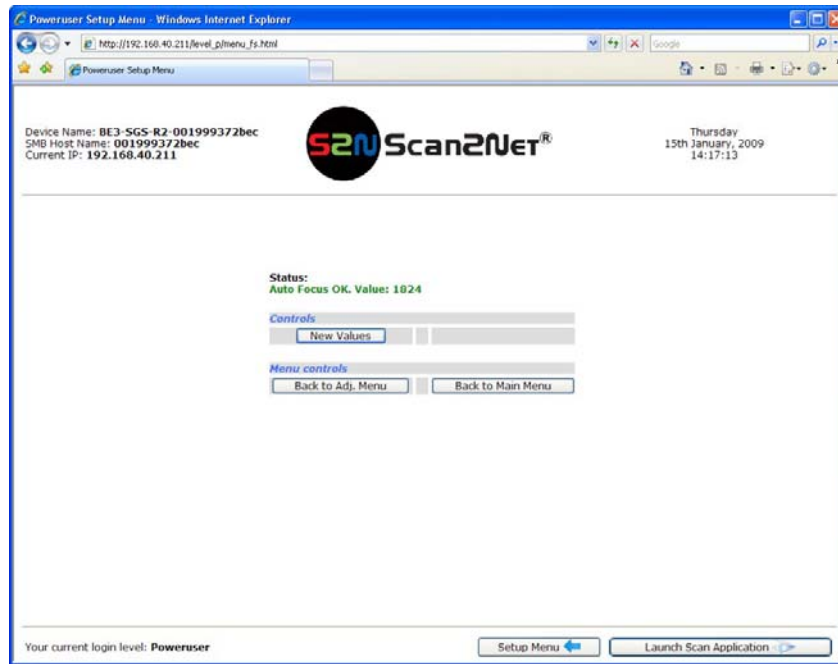 Poweruser Setup Menu - Windows Internet Explorer
http://192.168.40.211/level_p/menu_fs.html
Google
Poweruser Setup Menu
Device Name: BE3-SGS-R2-001999372bec
SMB Host Name: 001999372bec
Current IP: 192.168.40.211
S2N Scan2Net®
Thursday
15th January, 2009
14:17:13
Status:
Auto Focus OK. Value: 1824
Controls
New Values
Menu controls
Back to Adj. Menu
Back to Main Menu
Your current login level: Poweruser
Setup Menu
Launch Scan Application